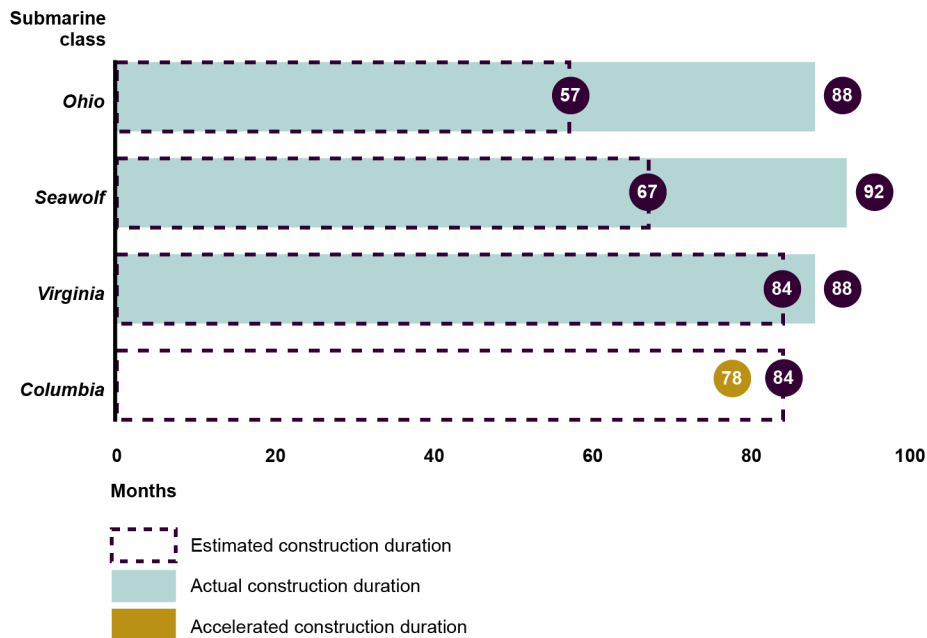 Submarine
class
Ohio
57
88
Seawolf
67
92
Virginia
84
88
Columbia
78
84
0 20 40 60 80 100
Months
Estimated construction duration
Actual construction duration
Accelerated construction duration